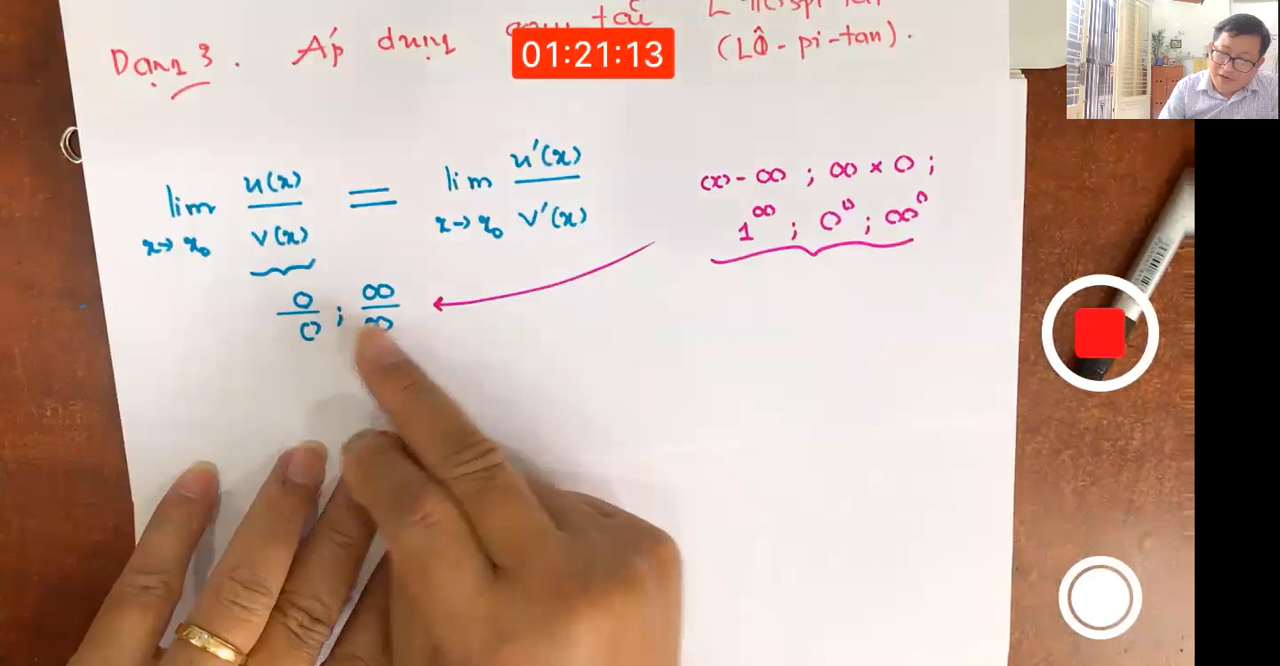 tắc
Dạng 3. Áp dụng
01:21:13
(Lô - pi - tan).
lim u(x)/v(x) = lim u'(x)/v'(x)
x→x₀ x→x₀
0/0 ; ∞/∞
∞ - ∞ ; ∞ × 0 ;
1^∞ ; 0^0 ; ∞^0